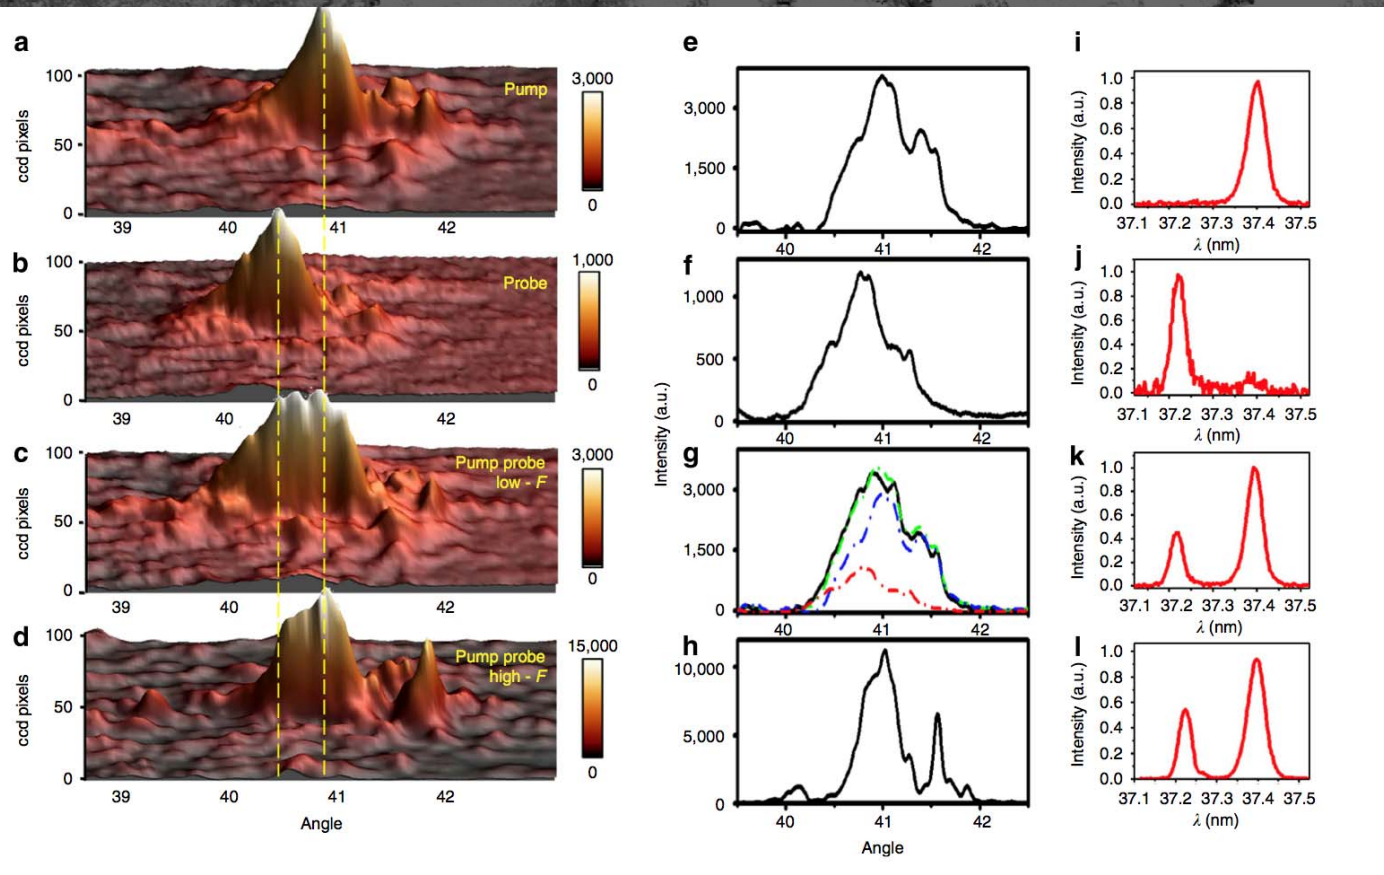 a
100
50
0
ccd pixels
Pump
3,000
0
39
40
41
42
b
100
50
0
ccd pixels
Probe
1,000
0
39
40
42
c
100
50
0
ccd pixels
Pump probe
low - F
3,000
0
39
40
42
d
100
50
0
ccd pixels
Pump probe
high - F
15,000
0
39
40
41
42
Angle
Intensity (a.u.)
e
3,000
1,500
0
40
41
42
f
1,000
500
0
40
41
42
g
3,000
1,500
0
40
41
42
h
10,000
5,000
0
40
41
42
Angle
i
Intensity (a.u.)
1.0
0.8
0.6
0.4
0.2
0.0
37.1 37.2 37.3 37.4 37.5
λ (nm)
j
Intensity (a.u.)
1.0
0.8
0.6
0.4
0.2
0.0
37.1 37.2 37.3 37.4 37.5
λ (nm)
k
Intensity (a.u.)
1.0
0.8
0.6
0.4
0.2
0.0
37.1 37.2 37.3 37.4 37.5
λ (nm)
l
Intensity (a.u.)
1.0
0.8
0.6
0.4
0.2
0.0
37.1 37.2 37.3 37.4 37.5
λ (nm)